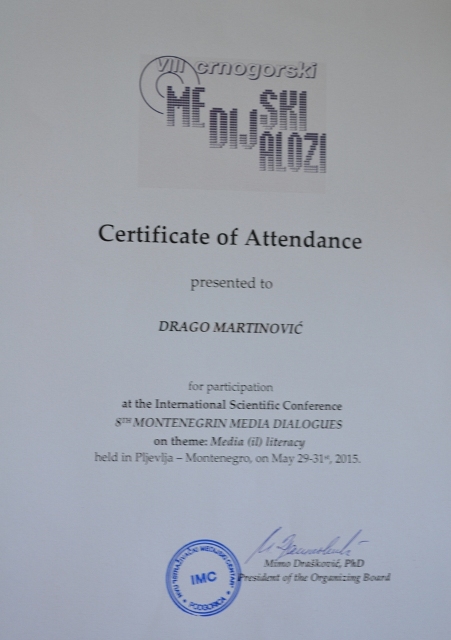 VIII crnogorski
MEDIJSKI
DIJALOZI
Certificate of Attendance
presented to
DRAGO MARTINOVIĆ
for participation
at the International Scientific Conference
8TH MONTENEGRIN MEDIA DIALOGUES
on theme: Media (il) literacy
held in Pljevlja – Montenegro, on May 29-31st, 2015.
Mimo Drašković, PhD
President of the Organizing Board
IMC
PODGORICA